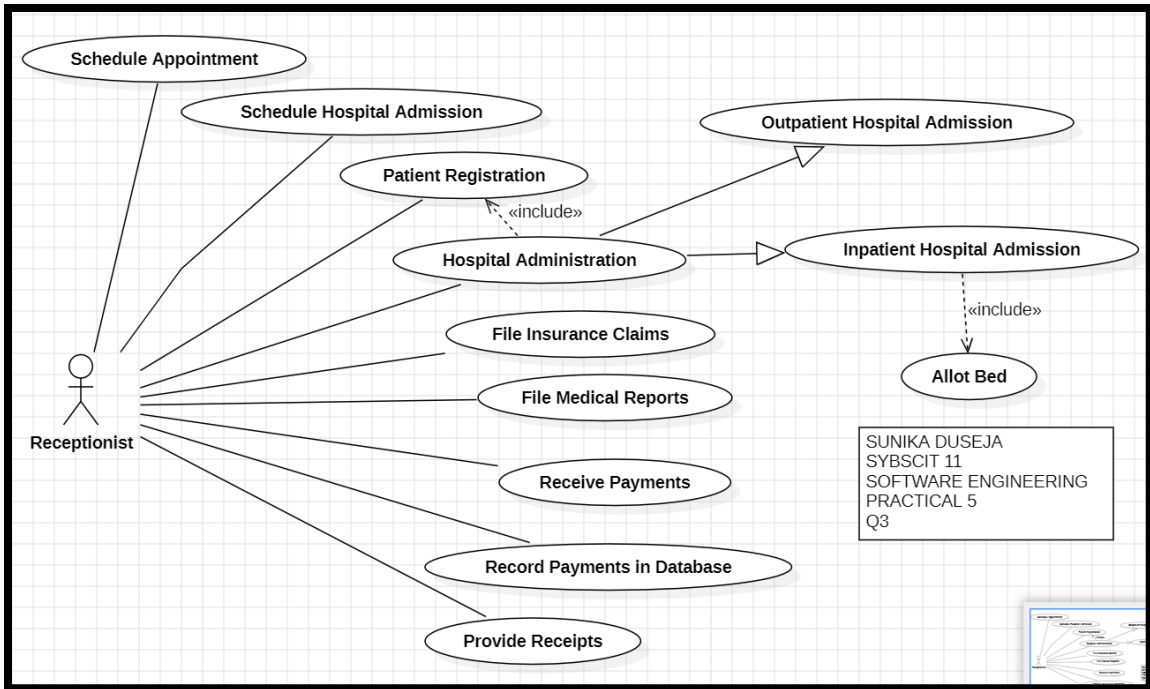 Schedule Appointment
Schedule Hospital Admission
Outpatient Hospital Admission
Patient Registration
«include»
Hospital Administration
Inpatient Hospital Admission
«include»
File Insurance Claims
Allot Bed
File Medical Reports
Receptionist
SUNIKA DUSEJA
SYBSCIT 11
SOFTWARE ENGINEERING
PRACTICAL 5
Q3
Receive Payments
Record Payments in Database
Provide Receipts